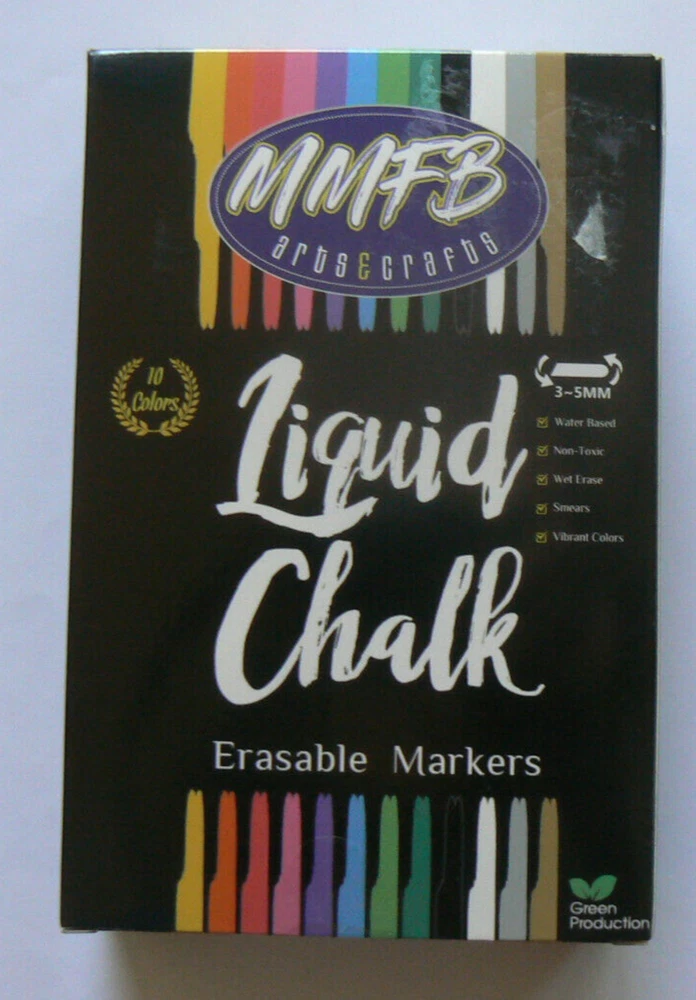 MMFB
arts&crafts
10
Colors
3~5MM
Water Based
Non-Toxic
Wet Erase
Smears
Vibrant Colors
Liquid
Chalk
Erasable Markers
Green
Production